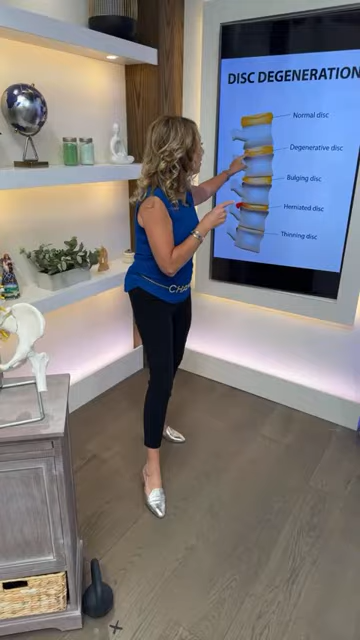 DISC DEGENERATION
Normal disc
Degenerative disc
Bulging disc
Herniated disc
Thinning disc